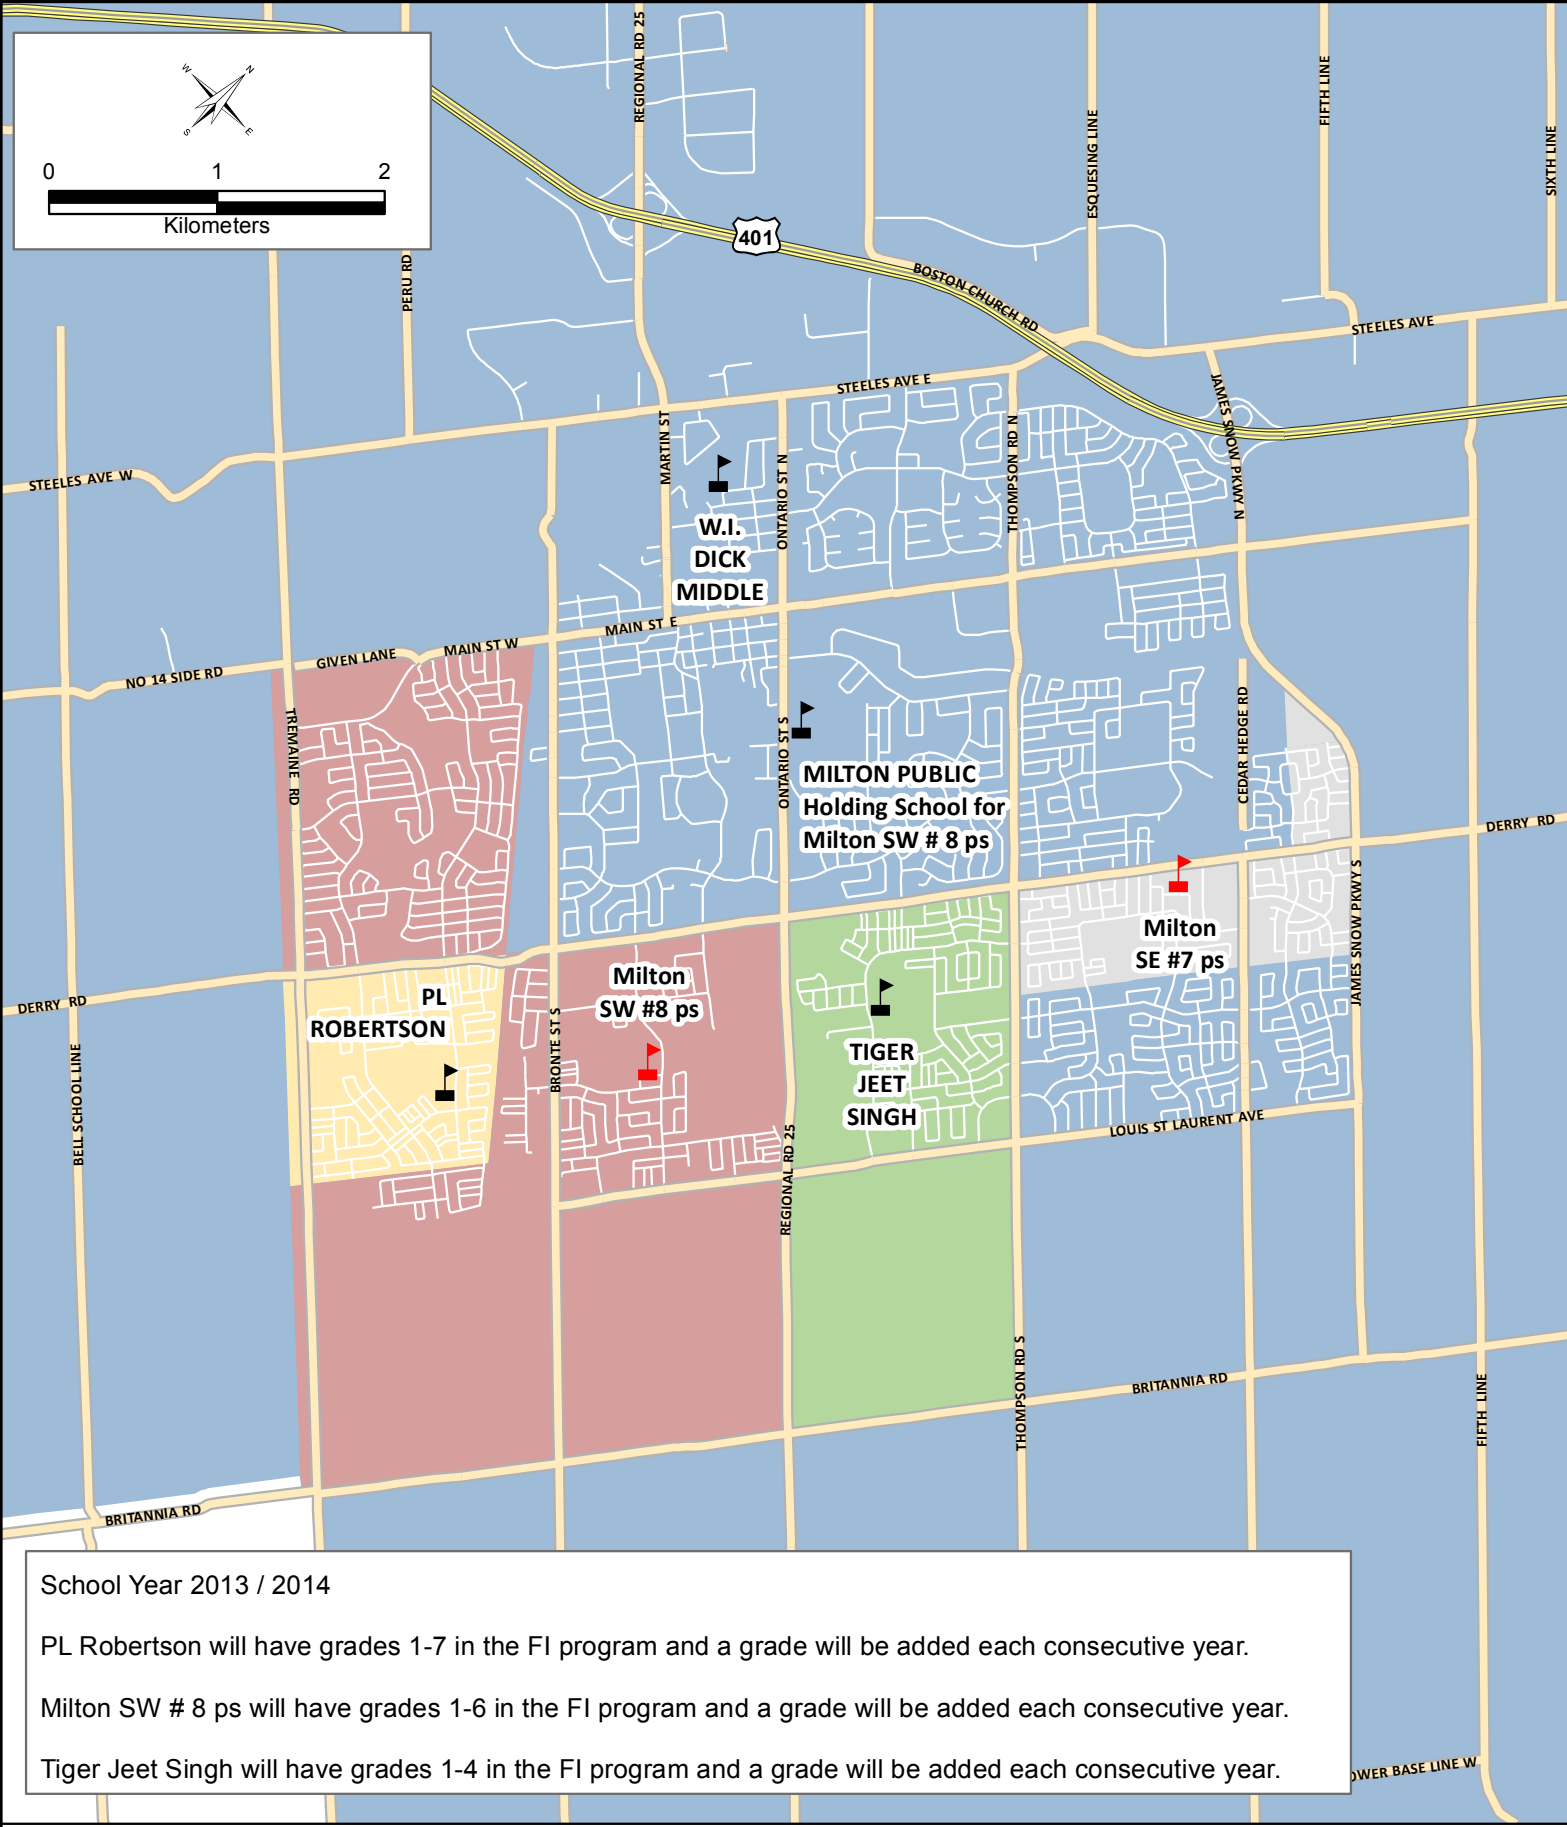 REGIONAL RD 25
FIFTH LINE
ESQUESING LINE
SIXTH LINE
W
N
S
E
0 1 2
Kilometers
PERU RD
401
BOSTON CHURCH RD
STEELES AVE
STEELES AVE E
JAMES SNOW PKWY N
MARTIN ST
THOMPSON RD N
ONTARIO ST N
STEELES AVE W
W.I.
DICK
MIDDLE
MAIN ST E
MAIN ST W
GIVEN LANE
NO 14 SIDE RD
TREMAINE RD
ONTARIO ST S
CEDAR HEDGE RD
MILTON PUBLIC
Holding School for
Milton SW # 8 ps
DERRY RD
JAMES SNOW PKWY S
Milton
SE #7 ps
Milton
SW #8 ps
PL
ROBERTSON
DERRY RD
BRONTE ST S
BELL SCHOOL LINE
TIGER
JEET
SINGH
LOUIS ST LAURENT AVE
REGIONAL RD 25
THOMPSON RD S
BRITANNIA RD
FIFTH LINE
BRITANNIA RD
School Year 2013 / 2014
PL Robertson will have grades 1-7 in the FI program and a grade will be added each consecutive year.
Milton SW # 8 ps will have grades 1-6 in the FI program and a grade will be added each consecutive year.
Tiger Jeet Singh will have grades 1-4 in the FI program and a grade will be added each consecutive year.
OWER BASE LINE W